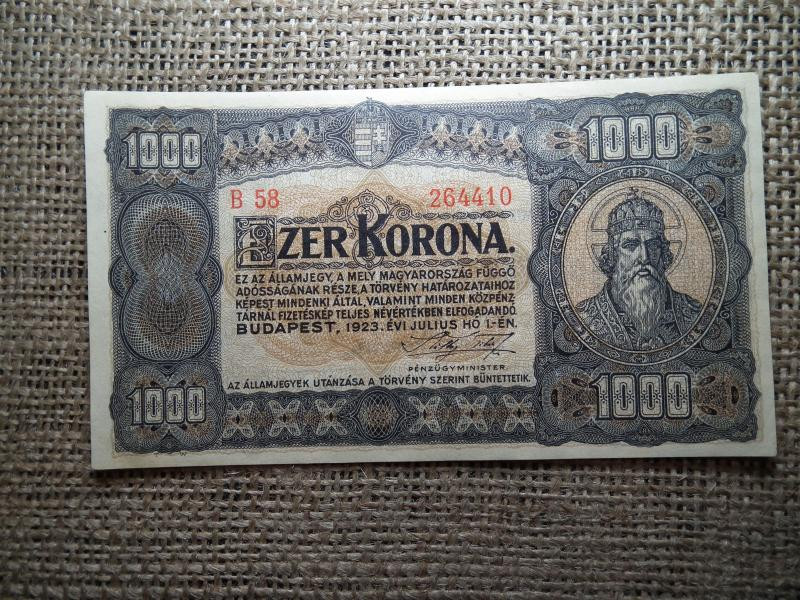 1000 1000
B 58 264410
EZER KORONA.
EZ AZ ÁLLAMJEGY, A MELY MAGYARORSZÁG FÜGGŐ
ADÓSSÁGÁNAK RÉSZE, A TÖRVÉNY HATÁROZATAIHOZ
KÉPEST MINDENKI ÁLTAL, VALAMINT MINDEN KÖZPÉNZ-
TÁRNÁL FIZETÉSKÉP TELJES NÉVÉRTÉKBEN ELFOGADANDÓ.
BUDAPEST, 1923. ÉVI JULIUS HÓ 1-ÉN.
PÉNZÜGYMINISTER.
AZ ÁLLAMJEGYEK UTÁNZÁSA A TÖRVÉNY SZERINT BÜNTETTETIK.
1000 1000